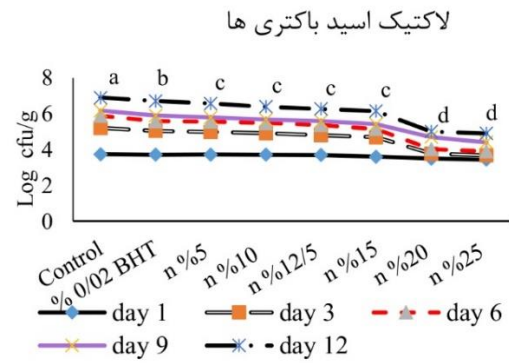 لاکتیک اسید باکتری ها
8
6
4
2
0
Log cfu/g
a b c c c c d d
Control
% 0/02 BHT
n %5
n %10
n %12/5
n %15
n %20
n %25
day 1 day 3 day 6
day 9 day 12